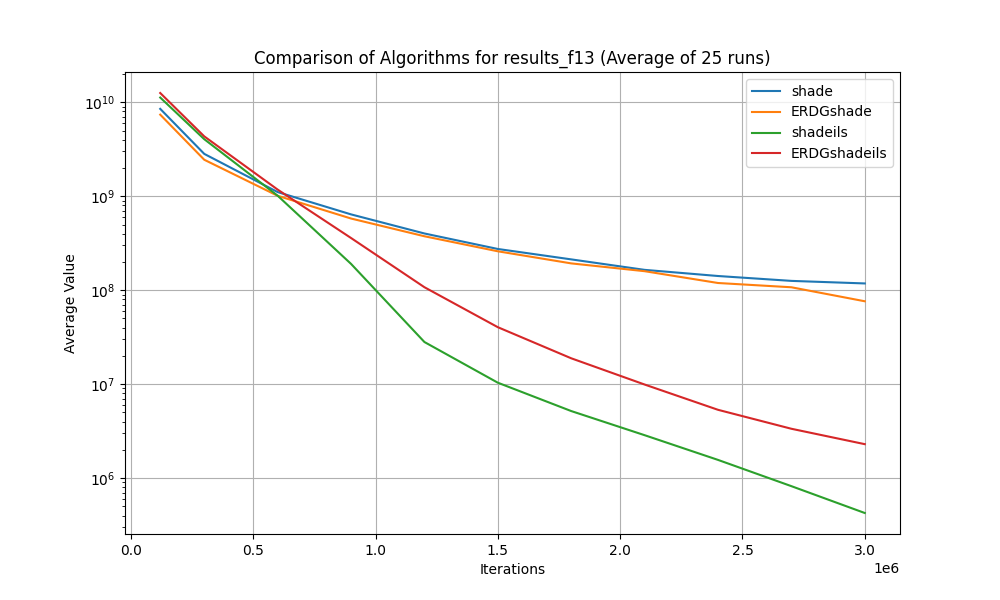 Comparison of Algorithms for results_f13 (Average of 25 runs)
shade
ERDGshade
shadeils
ERDGshadeils
Average Value
10^10
10^9
10^8
10^7
10^6
0.0 0.5 1.0 1.5 2.0 2.5 3.0
1e6
Iterations